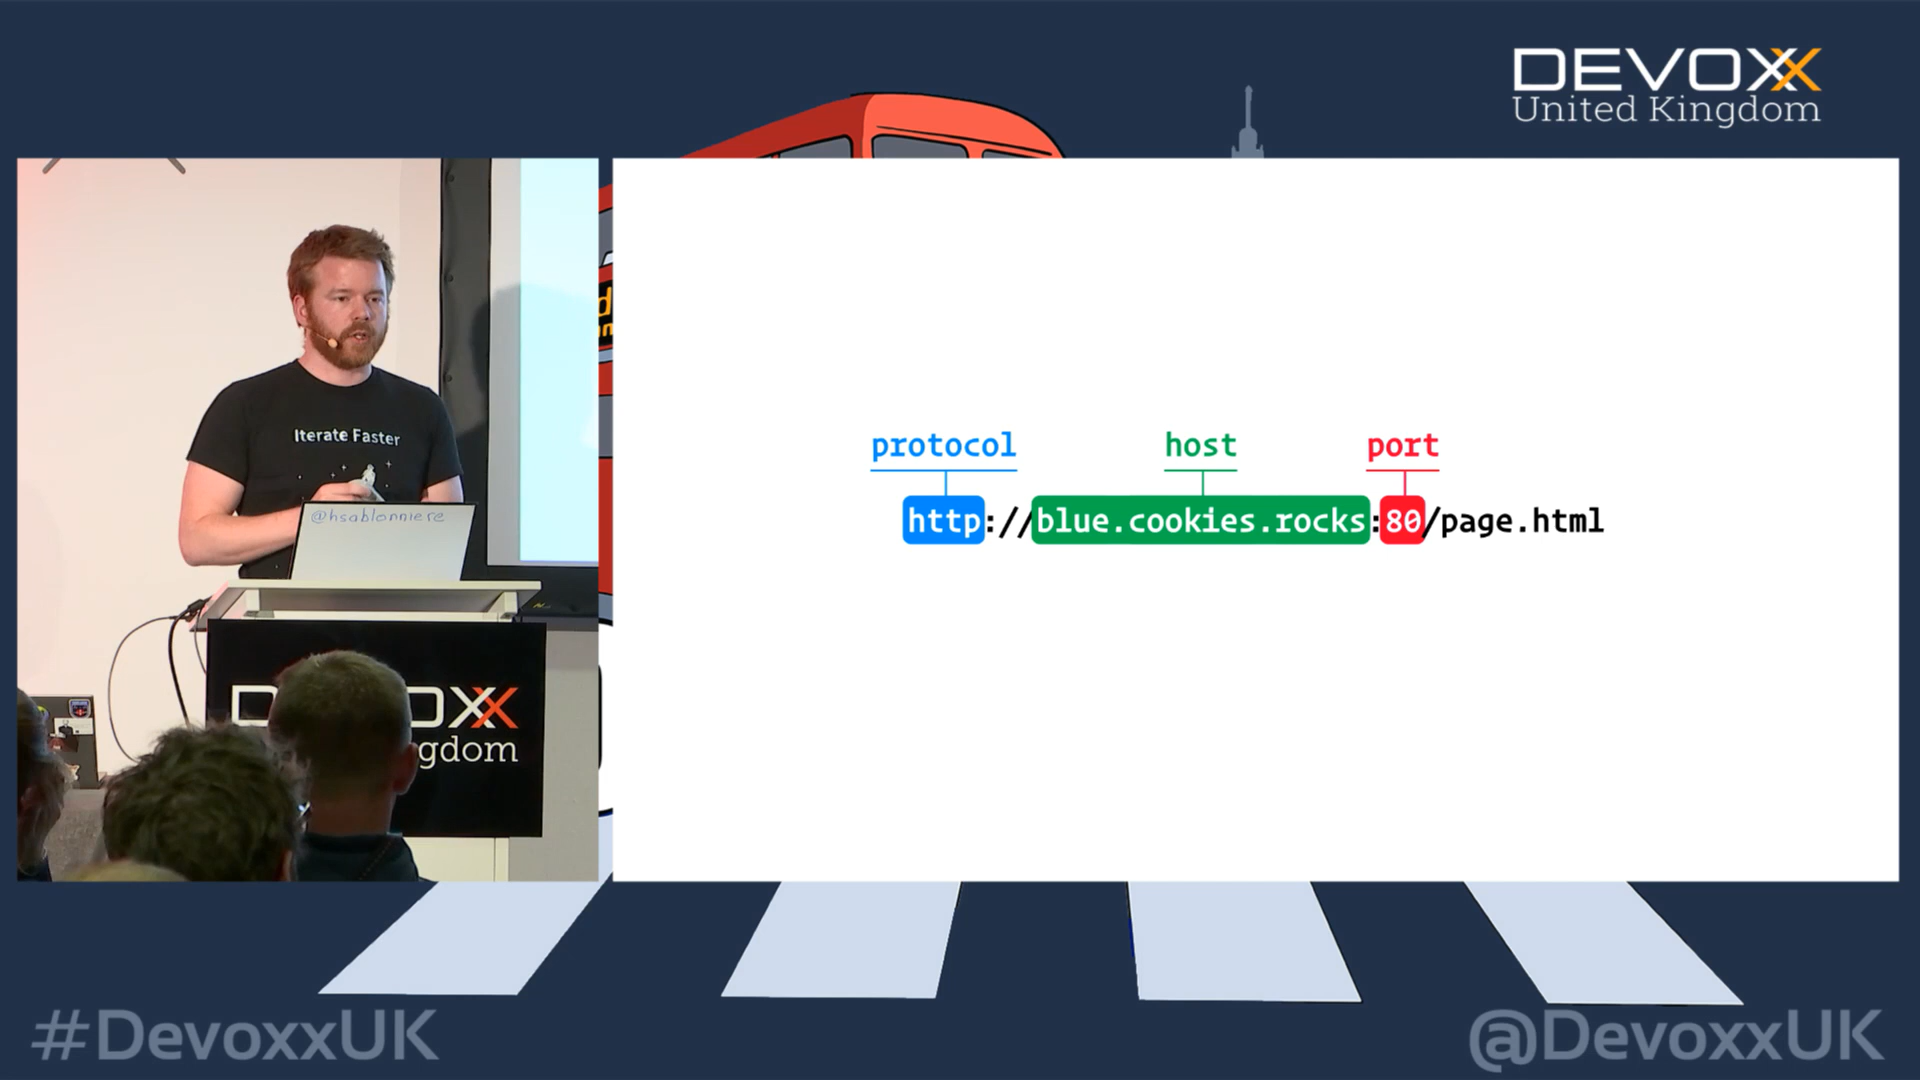 DEVOXX
United Kingdom
d
Iterate Faster
@hsablonniere
protocol host port
http://blue.cookies.rocks:80/page.html
D OXX
gdom
#DevoxxUK
@DevoxxUK